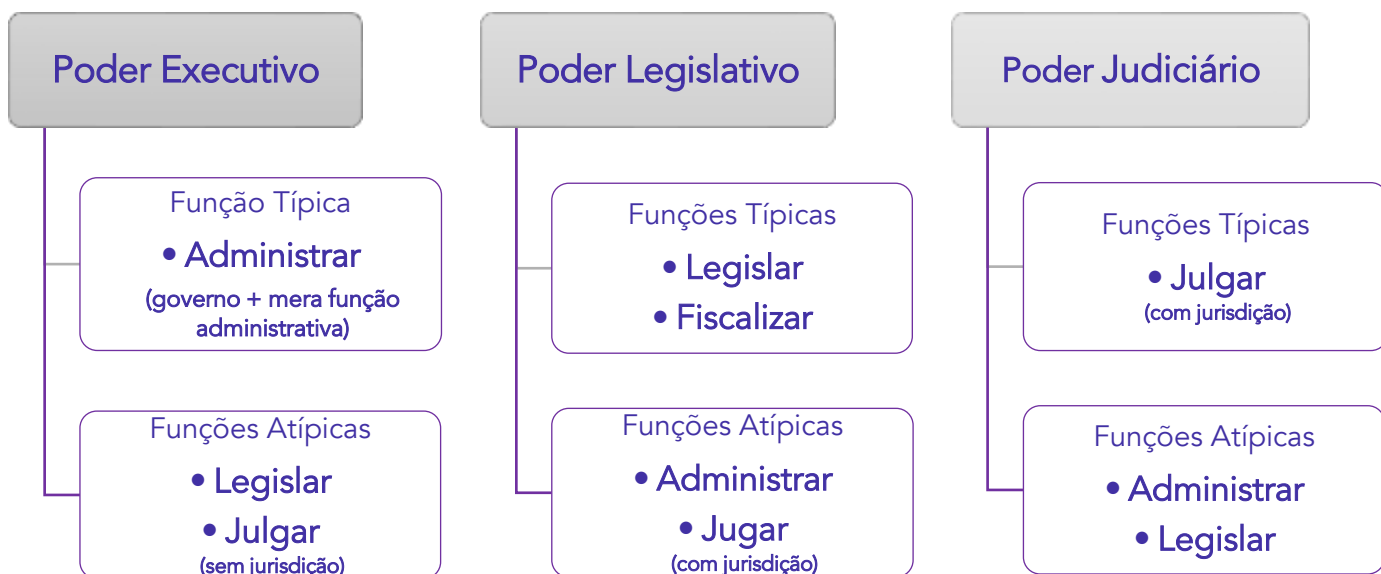 Poder Executivo
Função Típica
• Administrar
(governo + mera função
administrativa)
Funções Atípicas
• Legislar
• Julgar
(sem jurisdição)
Poder Legislativo
Funções Típicas
• Legislar
• Fiscalizar
Funções Atípicas
• Administrar
• Jugar
(com jurisdição)
Poder Judiciário
Funções Típicas
• Julgar
(com jurisdição)
Funções Atípicas
• Administrar
• Legislar